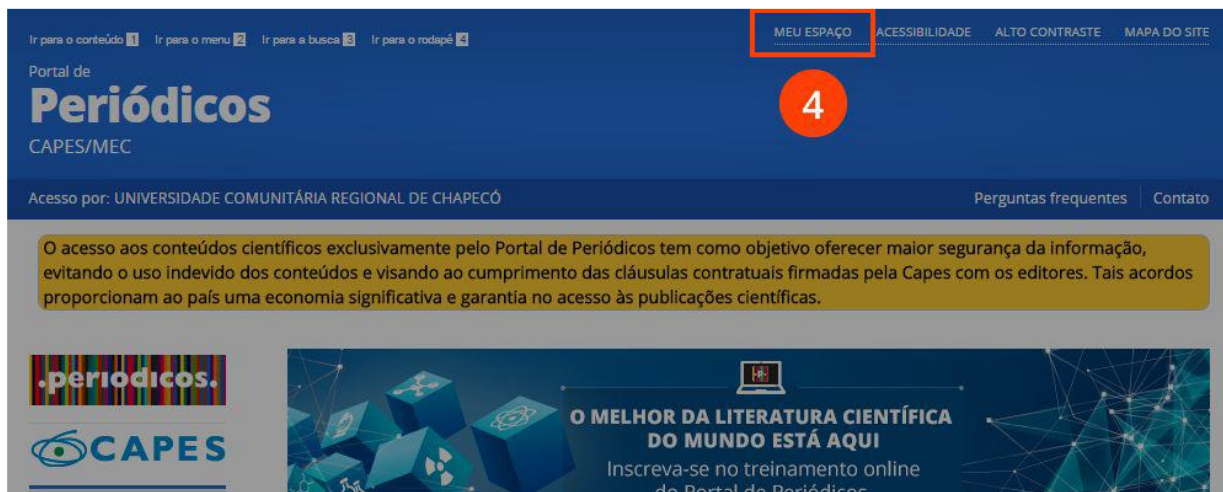 Ir para o conteúdo 1 Ir para o menu 2 Ir para a busca 3 Ir para o rodapé 4
MEU ESPAÇO ACESSIBILIDADE ALTO CONTRASTE MAPA DO SITE
Portal de
Periódicos
CAPES/MEC
4
Acesso por: UNIVERSIDADE COMUNITÁRIA REGIONAL DE CHAPECÓ
Perguntas frequentes Contato
O acesso aos conteúdos científicos exclusivamente pelo Portal de Periódicos tem como objetivo oferecer maior segurança da informação,
evitando o uso indevido dos conteúdos e visando ao cumprimento das cláusulas contratuais firmadas pela Capes com os editores. Tais acordos
proporcionam ao país uma economia significativa e garantia no acesso às publicações científicas.
.periodicos.
CAPES
.P.
O MELHOR DA LITERATURA CIENTÍFICA
DO MUNDO ESTÁ AQUI
Inscreva-se no treinamento online
do Portal de Periódicos